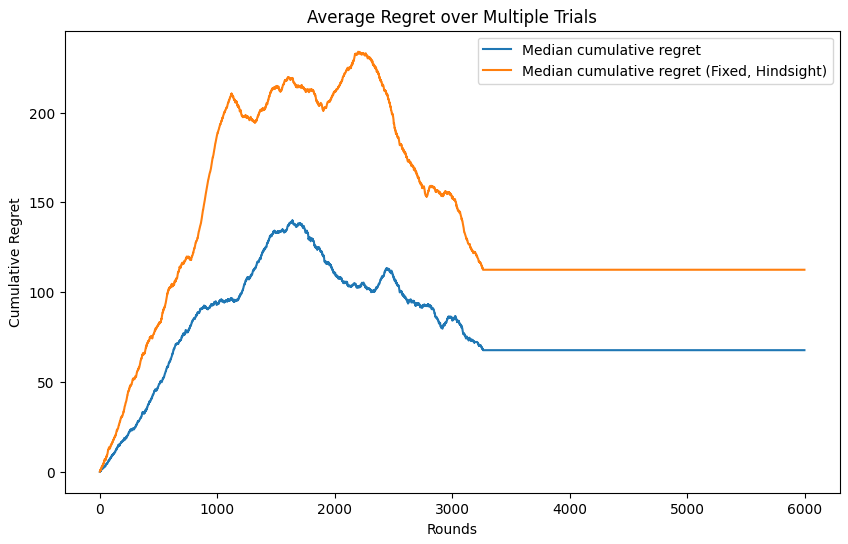 Average Regret over Multiple Trials
Median cumulative regret
Median cumulative regret (Fixed, Hindsight)
Cumulative Regret
200
150
100
50
0
0 1000 2000 3000 4000 5000 6000
Rounds